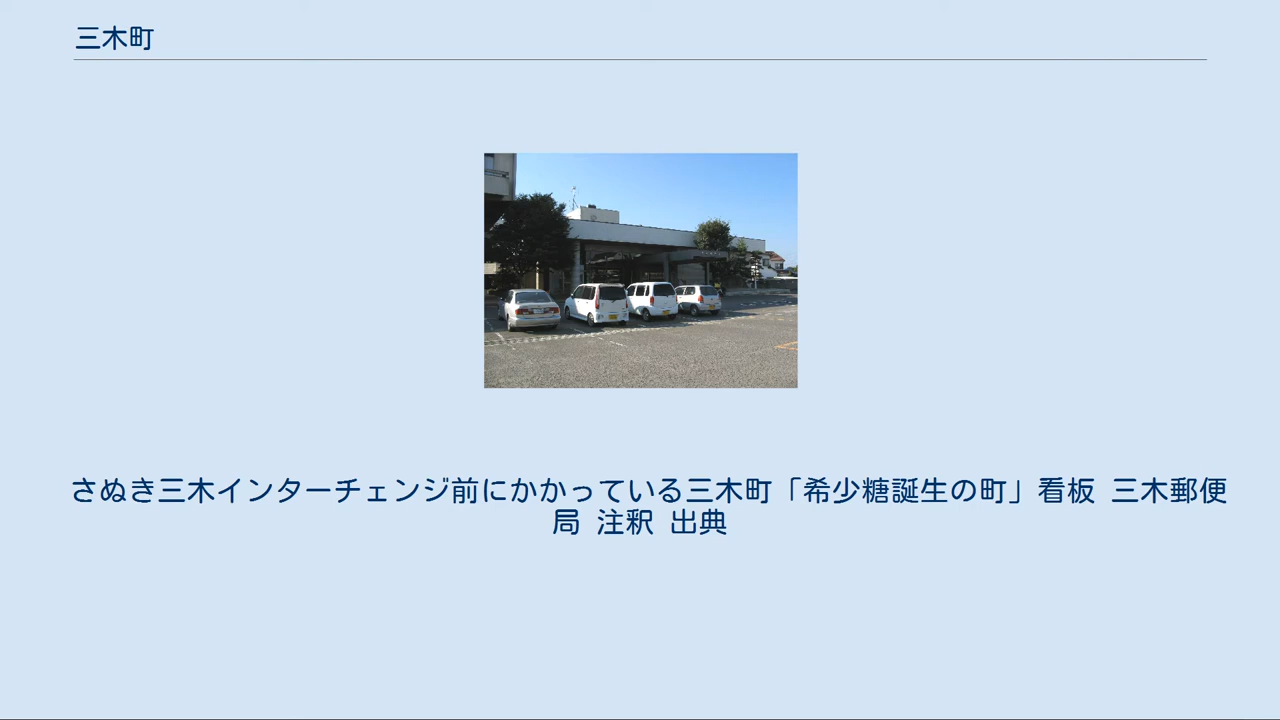 三木町
さぬき三木インターチェンジ前にかかっている三木町「希少糖誕生の町」看板 三木郵便
局 注釈 出典